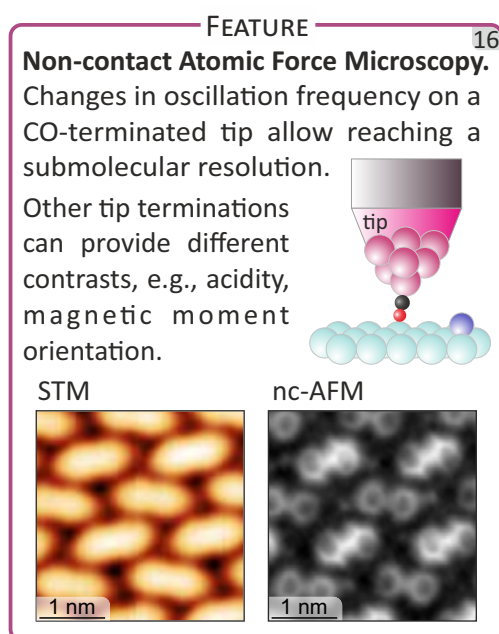 FEATURE
16
Non-contact Atomic Force Microscopy.
Changes in oscillation frequency on a
CO-terminated tip allow reaching a
submolecular resolution.
Other tip terminations
can provide different
contrasts, e.g., acidity,
magnetic moment
orientation.
tip
STM
nc-AFM
1 nm
1 nm